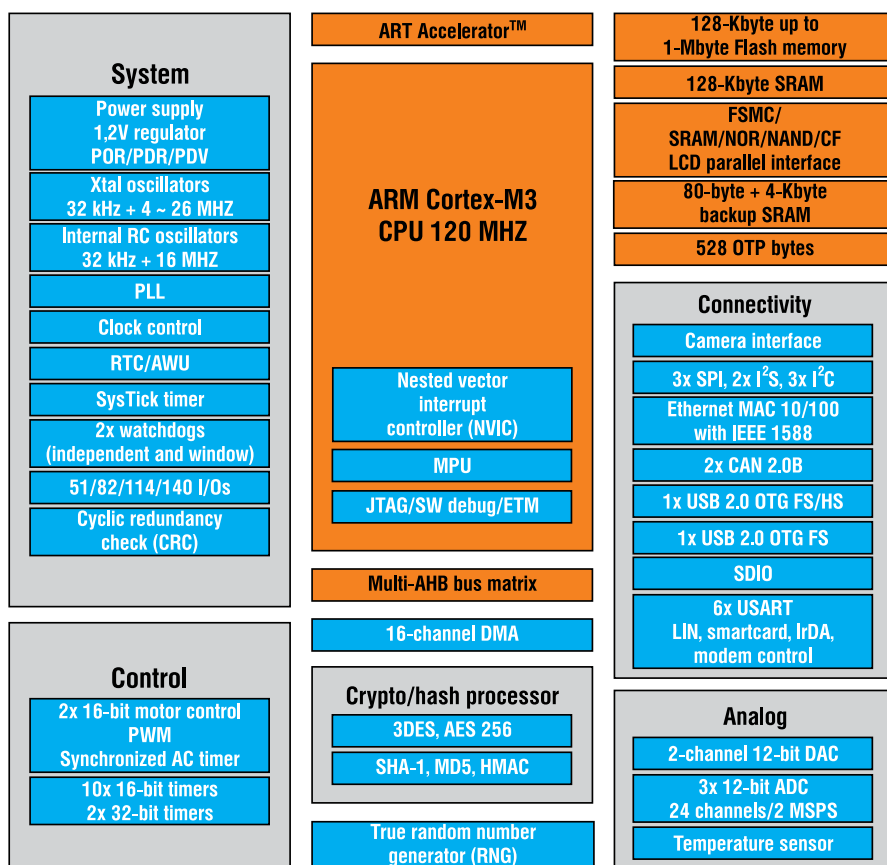 System
Power supply
1,2V regulator
POR/PDR/PDV
Xtal oscillators
32 kHz + 4 ~ 26 MHZ
Internal RC oscillators
32 kHz + 16 MHZ
PLL
Clock control
RTC/AWU
SysTick timer
2x watchdogs
(independent and window)
51/82/114/140 I/Os
Cyclic redundancy
check (CRC)
Control
2x 16-bit motor control
PWM
Synchronized AC timer
10x 16-bit timers
2x 32-bit timers
ART Accelerator™
ARM Cortex-M3
CPU 120 MHZ
Nested vector
interrupt
controller (NVIC)
MPU
JTAG/SW debug/ETM
Multi-AHB bus matrix
16-channel DMA
Crypto/hash processor
3DES, AES 256
SHA-1, MD5, HMAC
True random number
generator (RNG)
128-Kbyte up to
1-Mbyte Flash memory
128-Kbyte SRAM
FSMC/
SRAM/NOR/NAND/CF
LCD parallel interface
80-byte + 4-Kbyte
backup SRAM
528 OTP bytes
Connectivity
Camera interface
3x SPI, 2x I²S, 3x I²C
Ethernet MAC 10/100
with IEEE 1588
2x CAN 2.0B
1x USB 2.0 OTG FS/HS
1x USB 2.0 OTG FS
SDIO
6x USART
LIN, smartcard, IrDA,
modem control
Analog
2-channel 12-bit DAC
3x 12-bit ADC
24 channels/2 MSPS
Temperature sensor